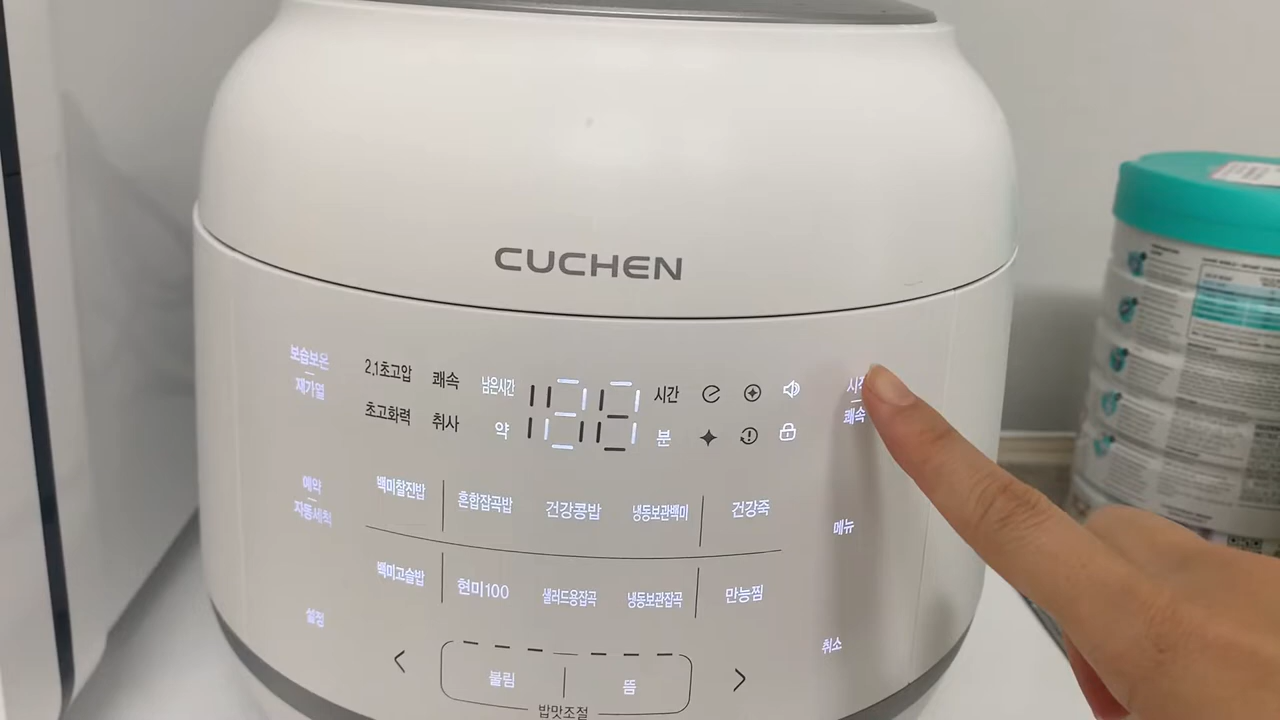 CUCHEN
보습보온
재가열
2.1초고압 쾌속 남은시간 시간
초고화력 취사 약 분
쾌속
예약
자동세척
백미찰진밥 혼합잡곡밥 건강콩밥 냉동보관백미 건강죽
메뉴
백미고슬밥 현미100 샐러드용잡곡 냉동보관잡곡 만능찜
설정
취소
< 불림 뜸 >
밥맛조절